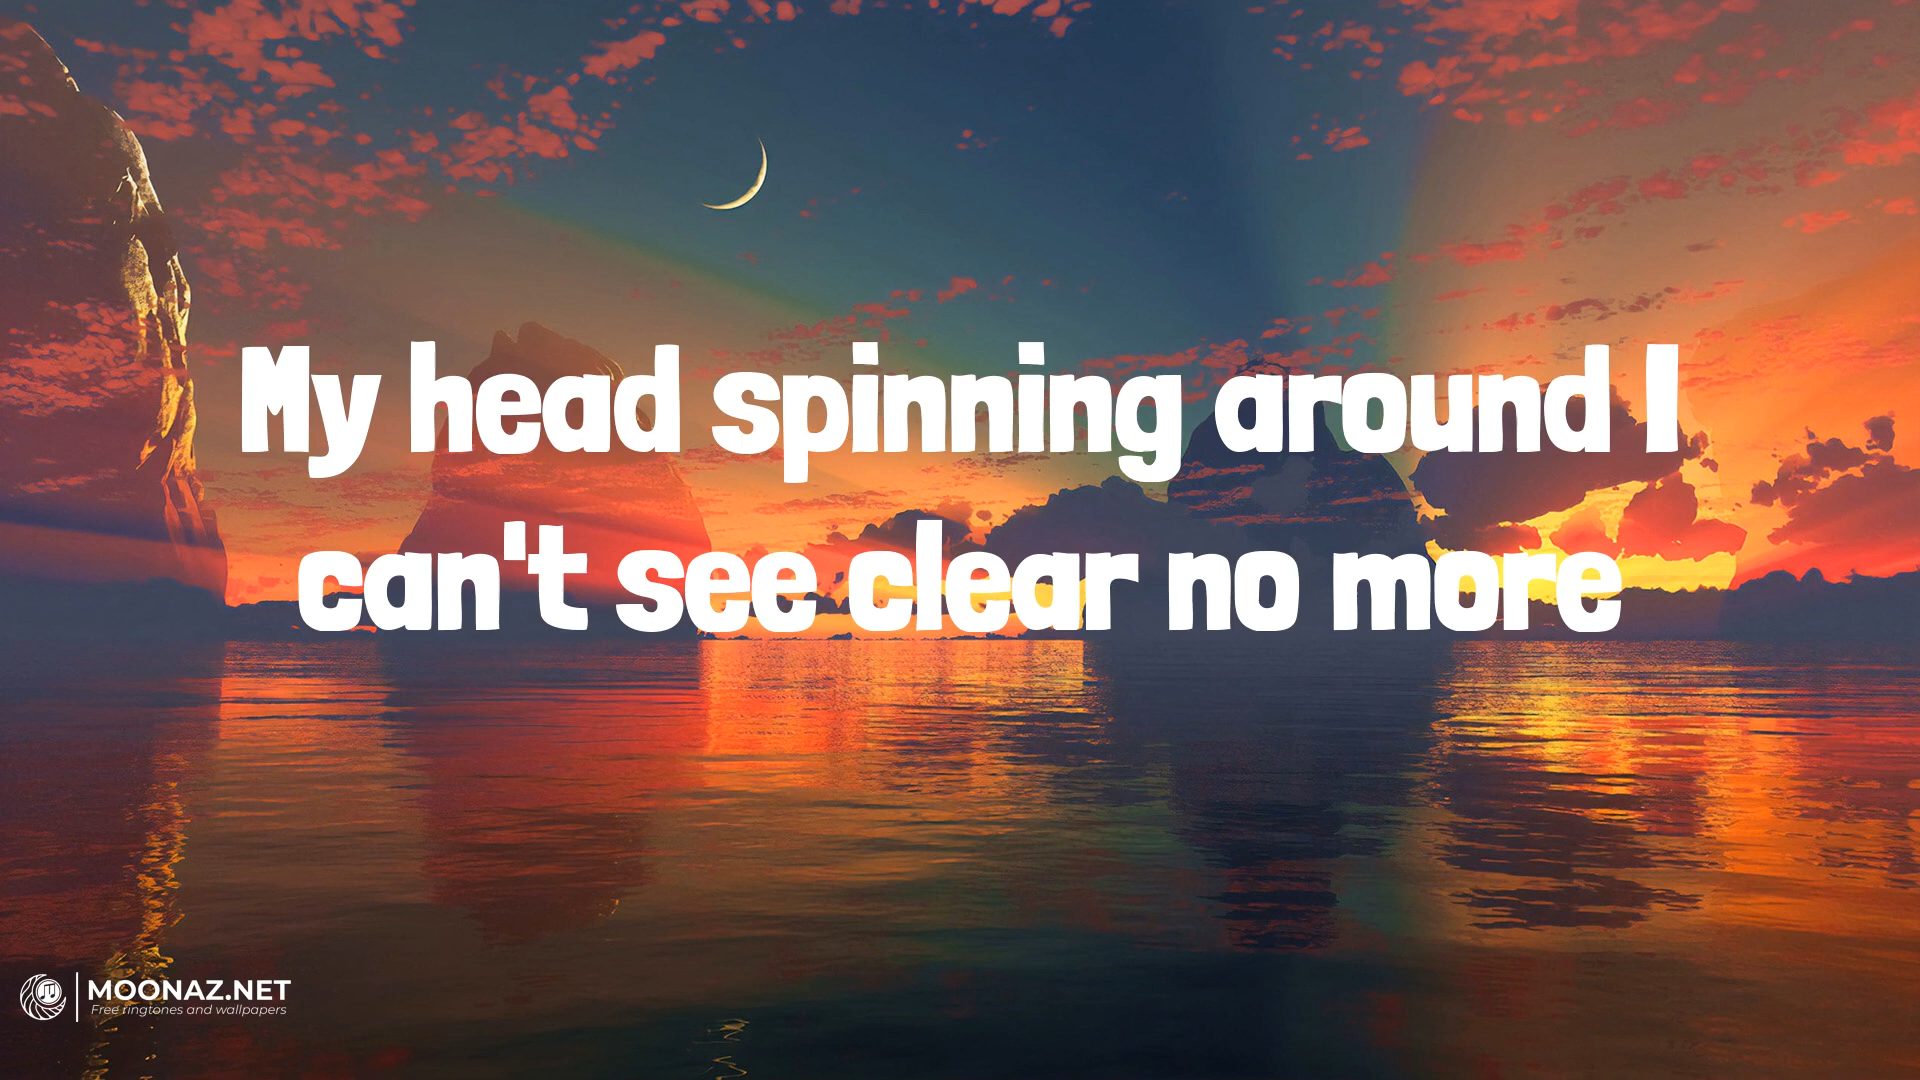 My head spinning around I
can't see clear no more
MOONAZ.NET
Free ringtones and wallpapers